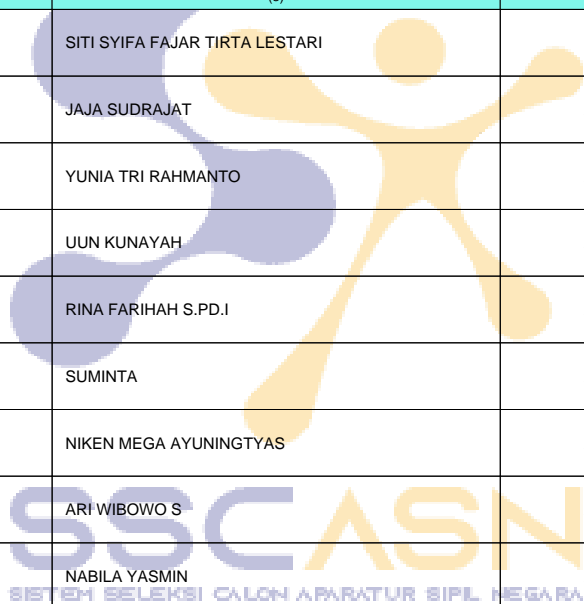 (3)
SITI SYIFA FAJAR TIRTA LESTARI
JAJA SUDRAJAT
YUNIA TRI RAHMANTO
UUN KUNAYAH
RINA FARIHAH S.PD.I
SUMINTA
NIKEN MEGA AYUNINGTYAS
ARI WIBOWO S
SSCASN
NABILA YASMIN
SISTEM SELEKSI CALON APARATUR SIPIL NEGARA